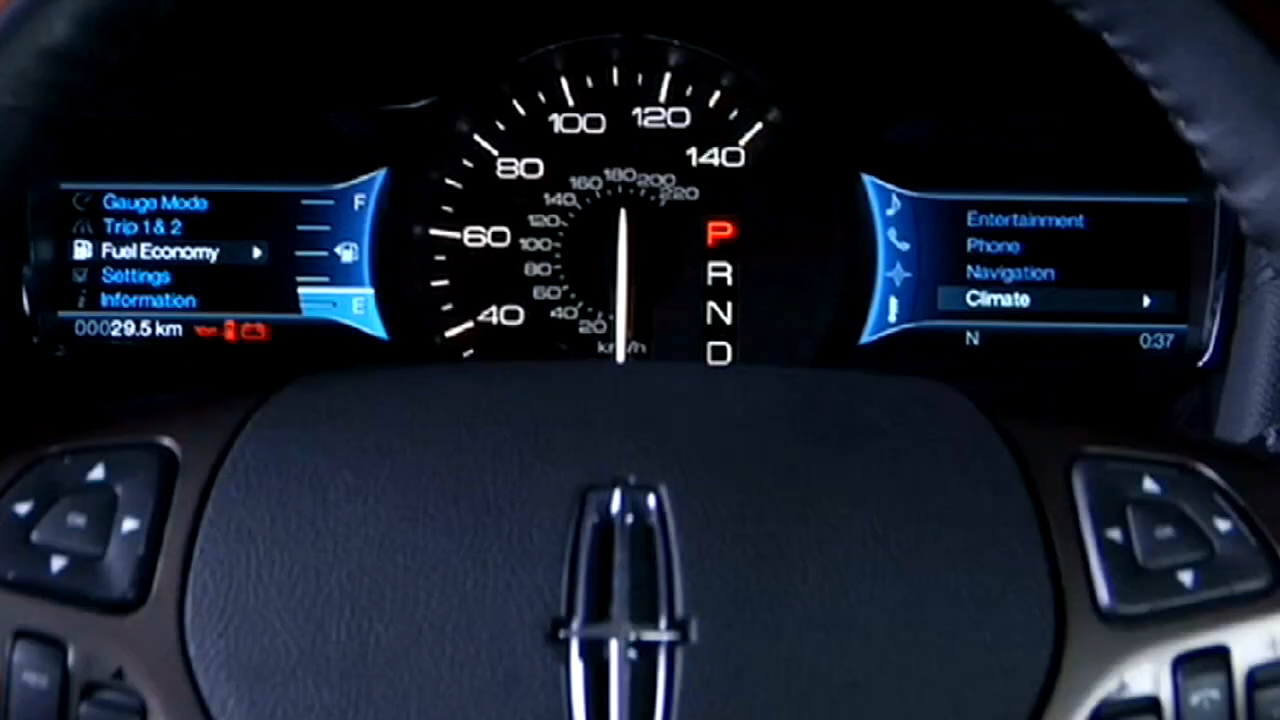 Gauge Mode
Trip 1 & 2
Fuel Economy
Settings
Information
F
E
00029.5 km
40
60
80
100
120
140
20
40
60
80
100
120
140
160
180
200
220
P
R
N
D
Entertainment
Phone
Navigation
Climate
N
0:37